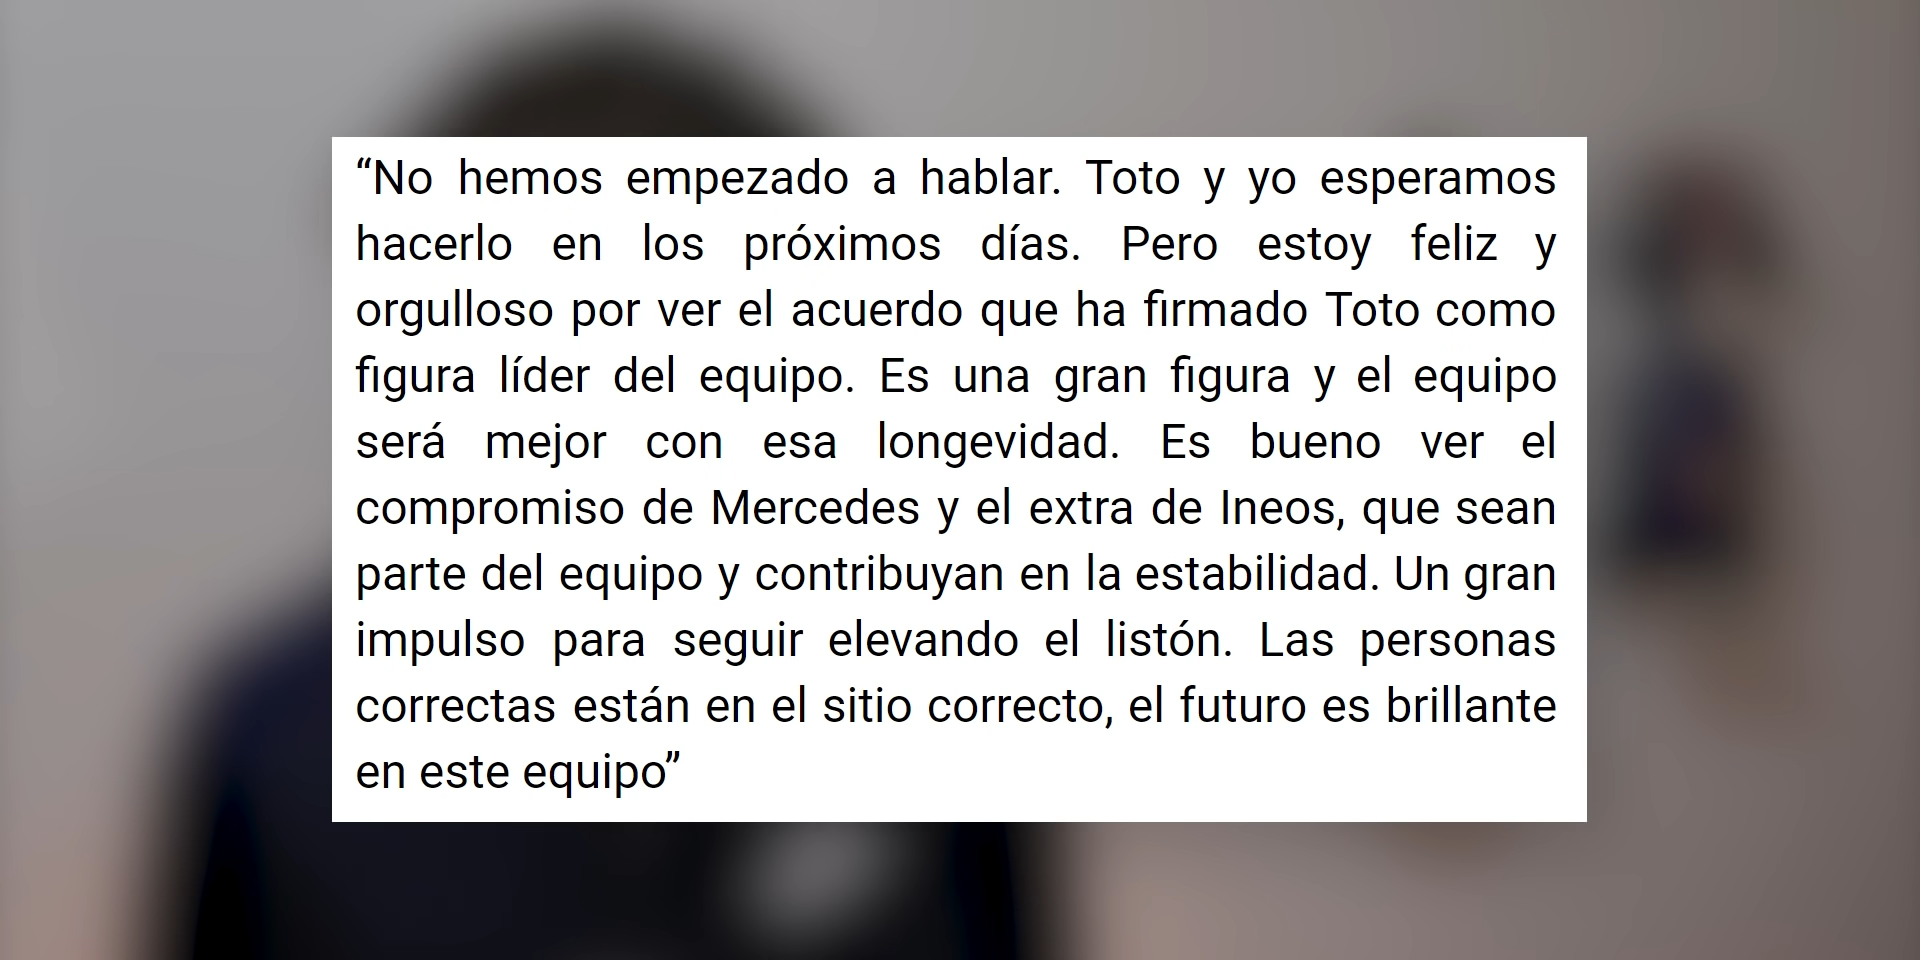 “No hemos empezado a hablar. Toto y yo esperamos
hacerlo en los próximos días. Pero estoy feliz y
orgulloso por ver el acuerdo que ha firmado Toto como
figura líder del equipo. Es una gran figura y el equipo
será mejor con esa longevidad. Es bueno ver el
compromiso de Mercedes y el extra de Ineos, que sean
parte del equipo y contribuyan en la estabilidad. Un gran
impulso para seguir elevando el listón. Las personas
correctas están en el sitio correcto, el futuro es brillante
en este equipo”